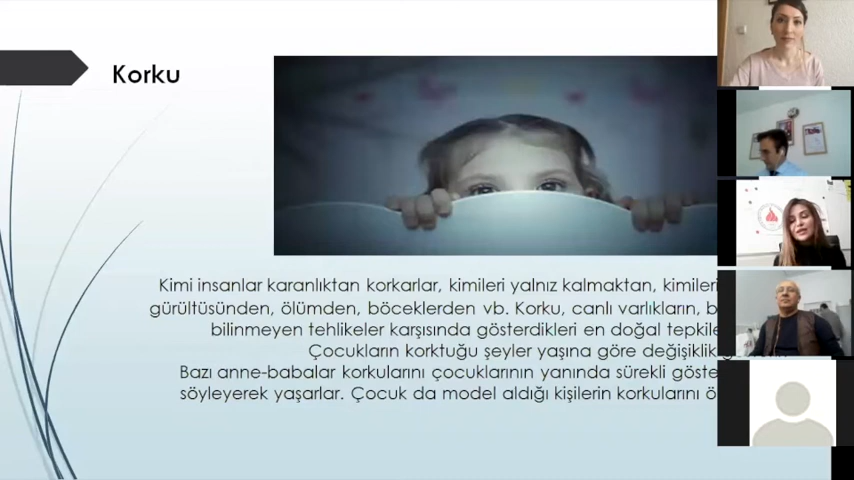 Korku
Kimi insanlar karanlıktan korkarlar, kimileri yalnız kalmaktan, kimileri
gürültüsünden, ölümden, böceklerden vb. Korku, canlı varlıkların,
bilinmeyen tehlikeler karşısında gösterdikleri en doğal
Çocukların korktuğu şeyler yaşına göre değişiklik
Bazı anne-babalar korkularını çocuklarının yanında sürekli
söyleyerek yaşarlar. Çocuk da model aldığı kişilerin korkularını